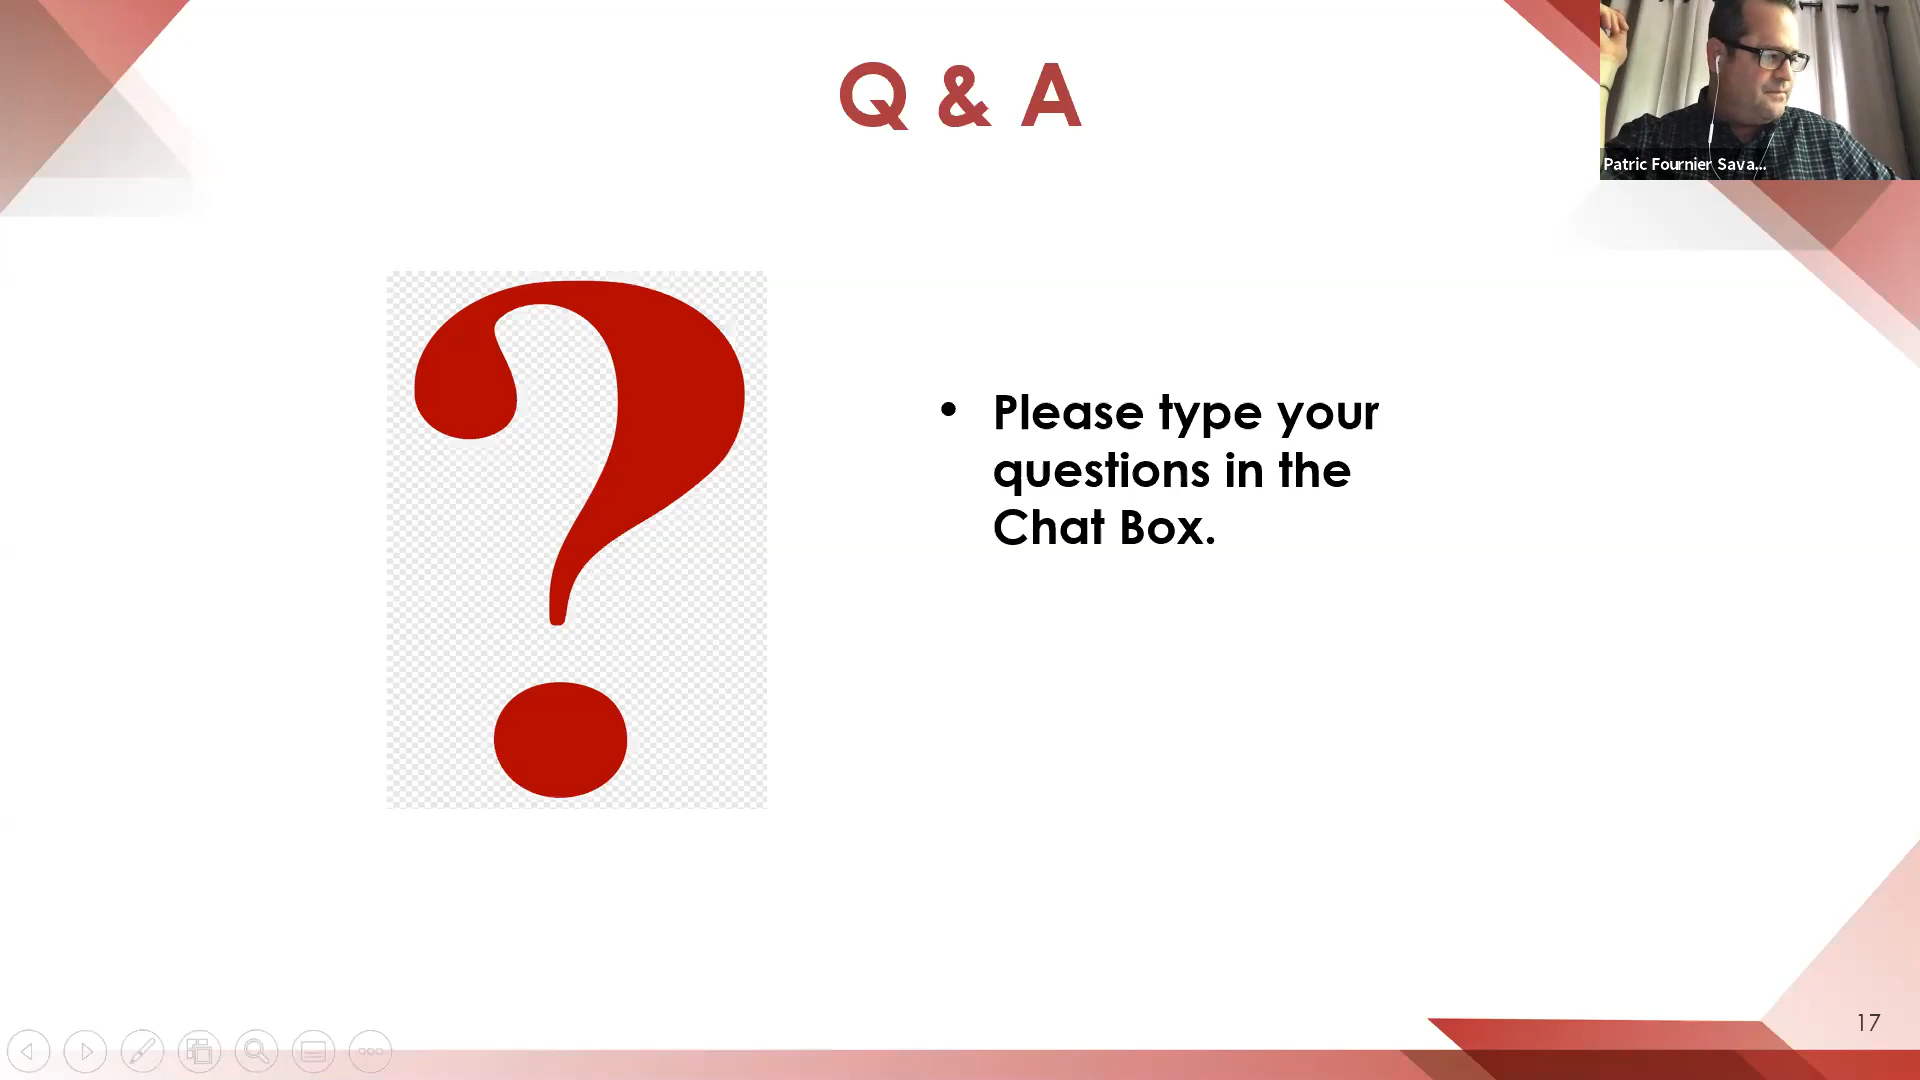 Q & A
Patric Fournier Sava...
• Please type your
questions in the
Chat Box.
17